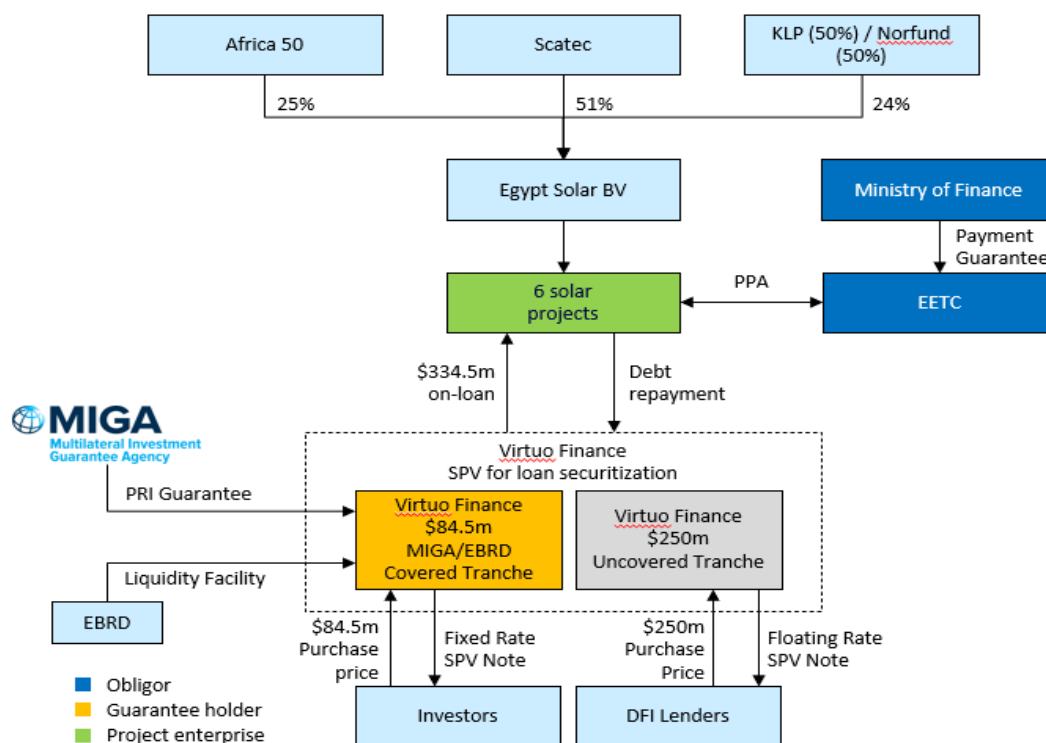 Africa 50
Scatec
KLP (50%) / Norfund
(50%)
25%
51%
24%
Egypt Solar BV
Ministry of Finance
Payment
Guarantee
6 solar
projects
PPA
EETC
$334.5m
on-loan
Debt
repayment
MIGA
Multilateral Investment
Guarantee Agency
Virtuo Finance
SPV for loan securitization
PRI Guarantee
Virtuo Finance
$84.5m
MIGA/EBRD
Covered Tranche
Virtuo Finance
$250m
Uncovered Tranche
Liquidity Facility
EBRD
$84.5m
Purchase
price
Fixed Rate
SPV Note
$250m
Purchase
Price
Floating Rate
SPV Note
Obligor
Guarantee holder
Project enterprise
Investors
DFI Lenders